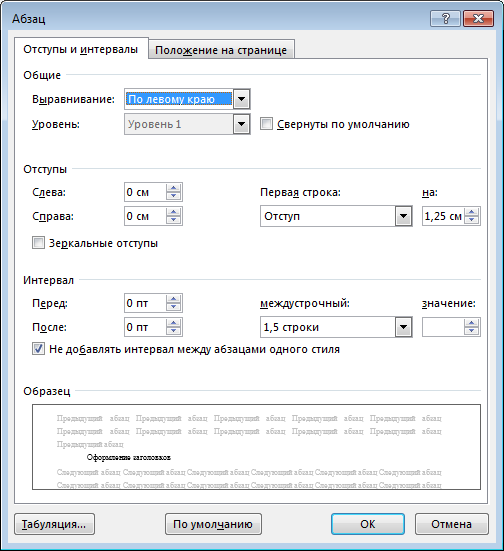 Абзац
Отступы и интервалы Положение на странице
Общие
Выравнивание: По левому краю
Уровень: Уровень 1 Свернуты по умолчанию
Отступы
Слева: 0 см Первая строка: на:
Справа: 0 см Отступ 1,25 см
Зеркальные отступы
Интервал
Перед: 0 пт междустрочный: значение:
После: 0 пт 1,5 строки
Не добавлять интервал между абзацами одного стиля
Образец
Предыдущий абзац Предыдущий абзац Предыдущий абзац Предыдущий абзац Предыдущий абзац
Предыдущий абзац Предыдущий абзац Предыдущий абзац Предыдущий абзац Предыдущий абзац
Предыдущий абзац
Оформление заголовков
Следующий абзац Следующий абзац Следующий абзац Следующий абзац Следующий абзац Следующий абзац
Следующий абзац Следующий абзац Следующий абзац Следующий абзац Следующий абзац Следующий абзац
Табуляция... По умолчанию ОК Отмена